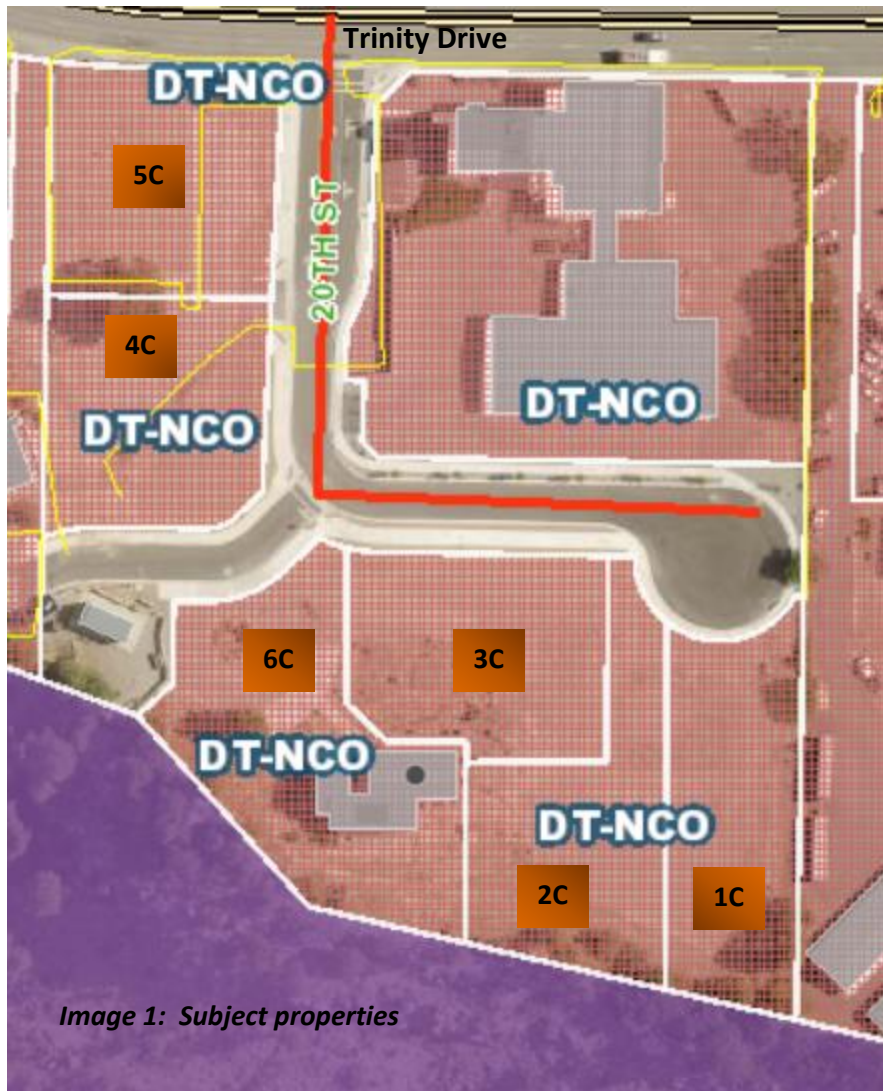 Trinity Drive
DT-NCO
5C
20TH ST
4C
DT-NCO
DT-NCO
6C
3C
DT-NCO
DT-NCO
2C
1C
Image 1: Subject properties